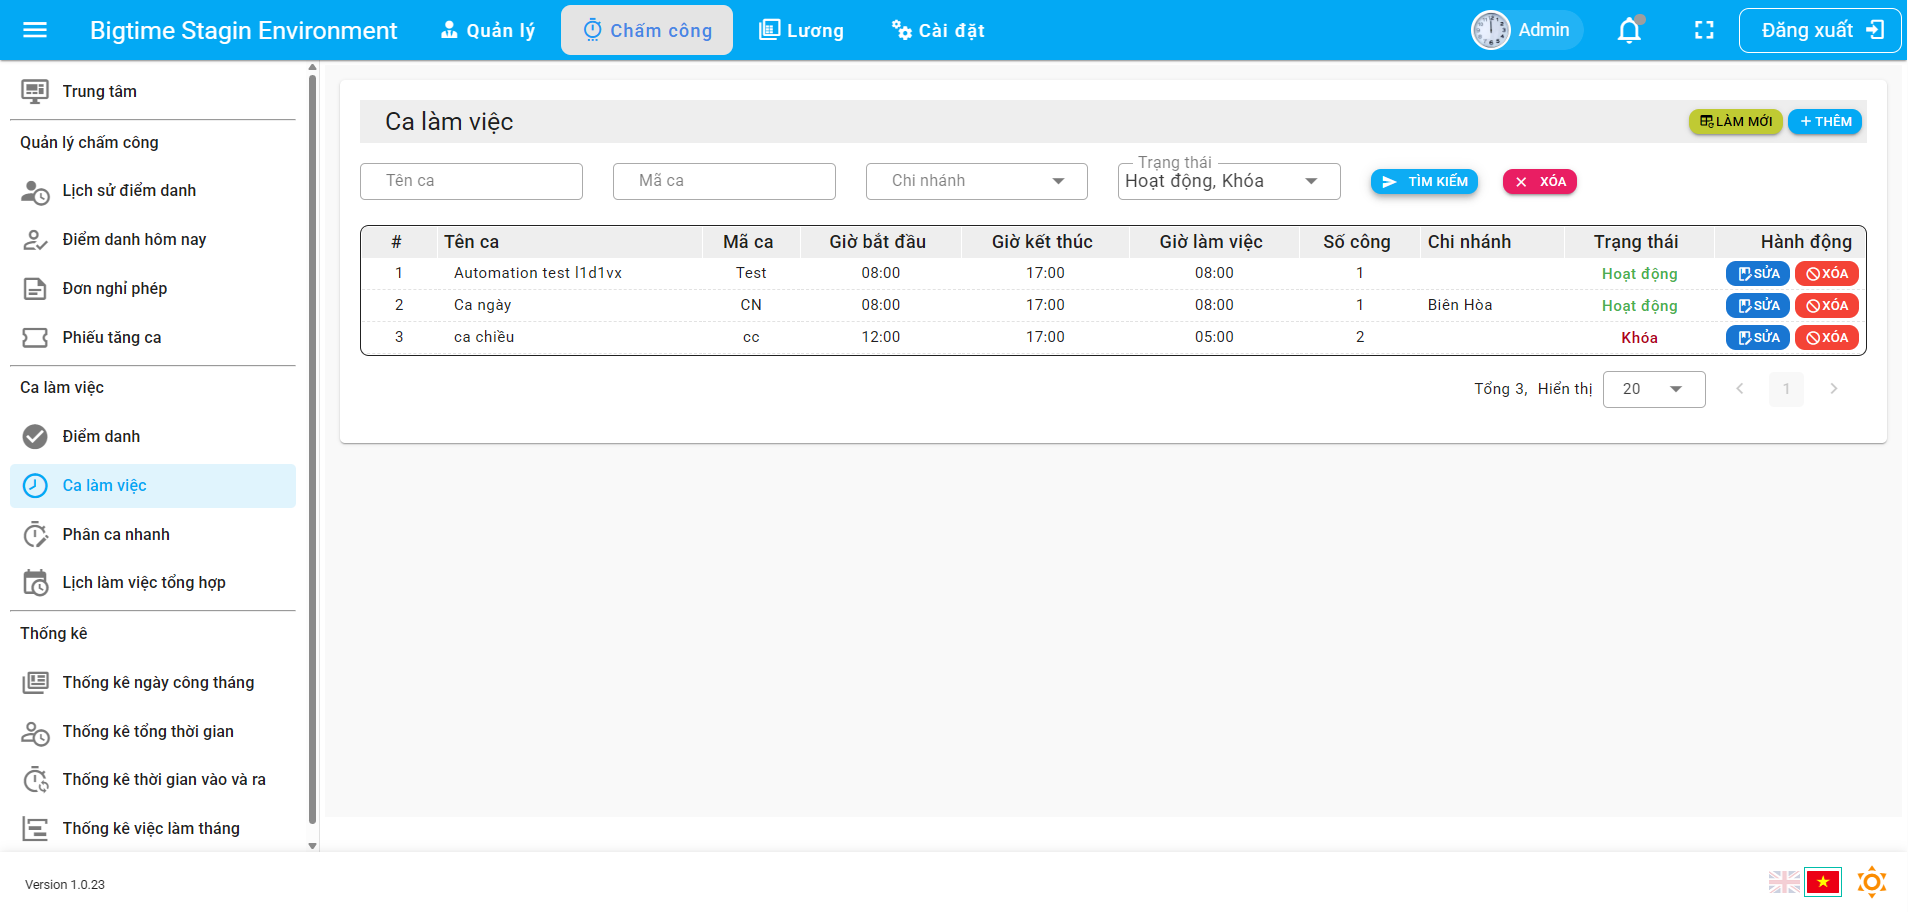 Bigtime Stagin Environment Quản lý Chấm công Lương Cài đặt Admin Đăng xuất
Trung tâm
Quản lý chấm công
Lịch sử điểm danh
Điểm danh hôm nay
Đơn nghỉ phép
Phiếu tăng ca
Ca làm việc
Điểm danh
Ca làm việc
Phân ca nhanh
Lịch làm việc tổng hợp
Thống kê
Thống kê ngày công tháng
Thống kê tổng thời gian
Thống kê thời gian vào và ra
Thống kê việc làm tháng
Ca làm việc LÀM MỚI + THÊM
Tên ca Mã ca Chi nhánh Trạng thái Hoạt động, Khóa TÌM KIẾM XÓA
# Tên ca Mã ca Giờ bắt đầu Giờ kết thúc Giờ làm việc Số công Chi nhánh Trạng thái Hành động
1 Automation test l1d1vx Test 08:00 17:00 08:00 1 Hoạt động SỬA XÓA
2 Ca ngày CN 08:00 17:00 08:00 1 Biên Hòa Hoạt động SỬA XÓA
3 ca chiều cc 12:00 17:00 05:00 2 Khóa SỬA XÓA
Tổng 3, Hiển thị 20 1
Version 1.0.23